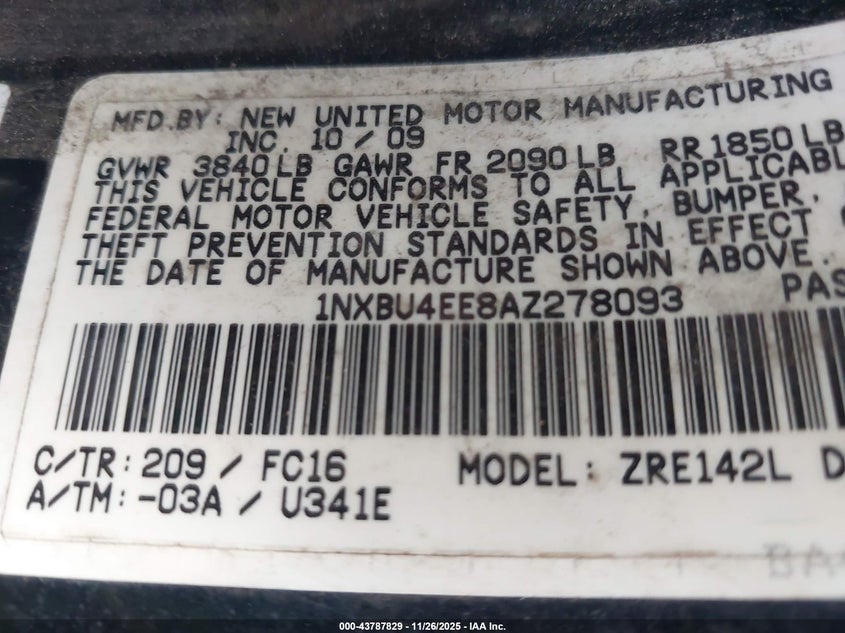 MFD.BY: NEW UNITED MOTOR MANUFACTURING
INC. 10 / 09
GVWR 3840 LB GAWR FR 2090 LB RR 1850 LB
THIS VEHICLE CONFORMS TO ALL APPLICABL
FEDERAL MOTOR VEHICLE SAFETY, BUMPER,
THEFT PREVENTION STANDARDS IN EFFECT
THE DATE OF MANUFACTURE SHOWN ABOVE.
1NXBU4EE8AZ278093 PAS
C/TR: 209 / FC16 MODEL: ZRE142L D
A/TM: -03A / U341E
000-43787829 - 11/26/2025 - IAA Inc.